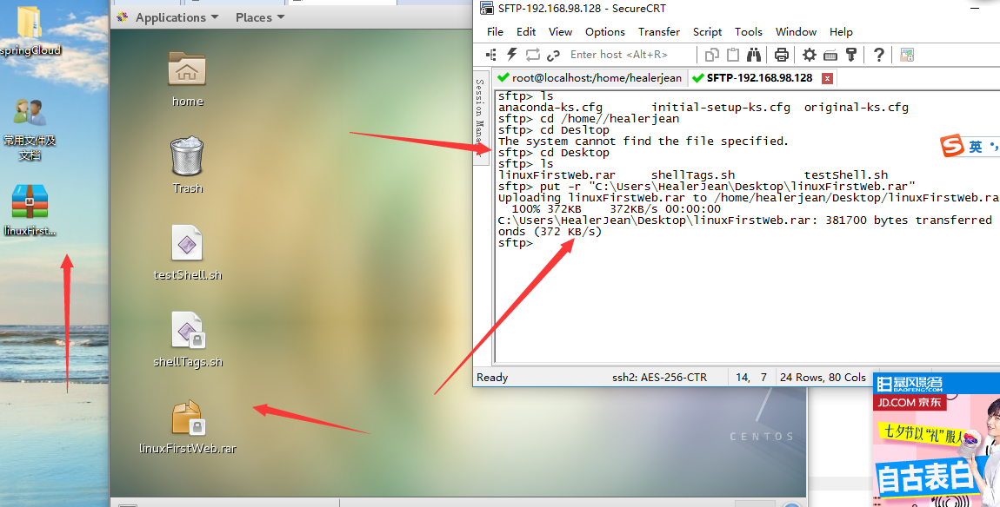 springCloud
常用文件及
文档
linuxFirst...
Applications
Places
home
Trash
testShell.sh
shellTags.sh
linuxFirstWeb.rar
CENTOS
SFTP-192.168.98.128 - SecureCRT
File Edit View Options Transfer Script Tools Window Help
Enter host <Alt+R>
Session Manager
root@localhost:/home/healerjean
SFTP-192.168.98.128
sftp> ls
anaconda-ks.cfg initial-setup-ks.cfg original-ks.cfg
sftp> cd /home//healerjean
sftp> cd Desltop
The system cannot find the file specified.
sftp> cd Desktop
sftp> ls
linuxFirstWeb.rar shellTags.sh testShell.sh
sftp> put -r "C:\Users\HealerJean\Desktop\linuxFirstWeb.rar"
Uploading linuxFirstWeb.rar to /home/healerjean/Desktop/linuxFirstWeb.ra
100% 372KB 372KB/s 00:00:00
C:\Users\HealerJean\Desktop\linuxFirstWeb.rar: 381700 bytes transferred
onds (372 KB/s)
sftp>
Ready ssh2: AES-256-CTR 14, 7 24 Rows, 80 Cols
英
暴风影音
BAOFENG.COM
JD.COM 京东
七夕节以“礼”服人
自古表白